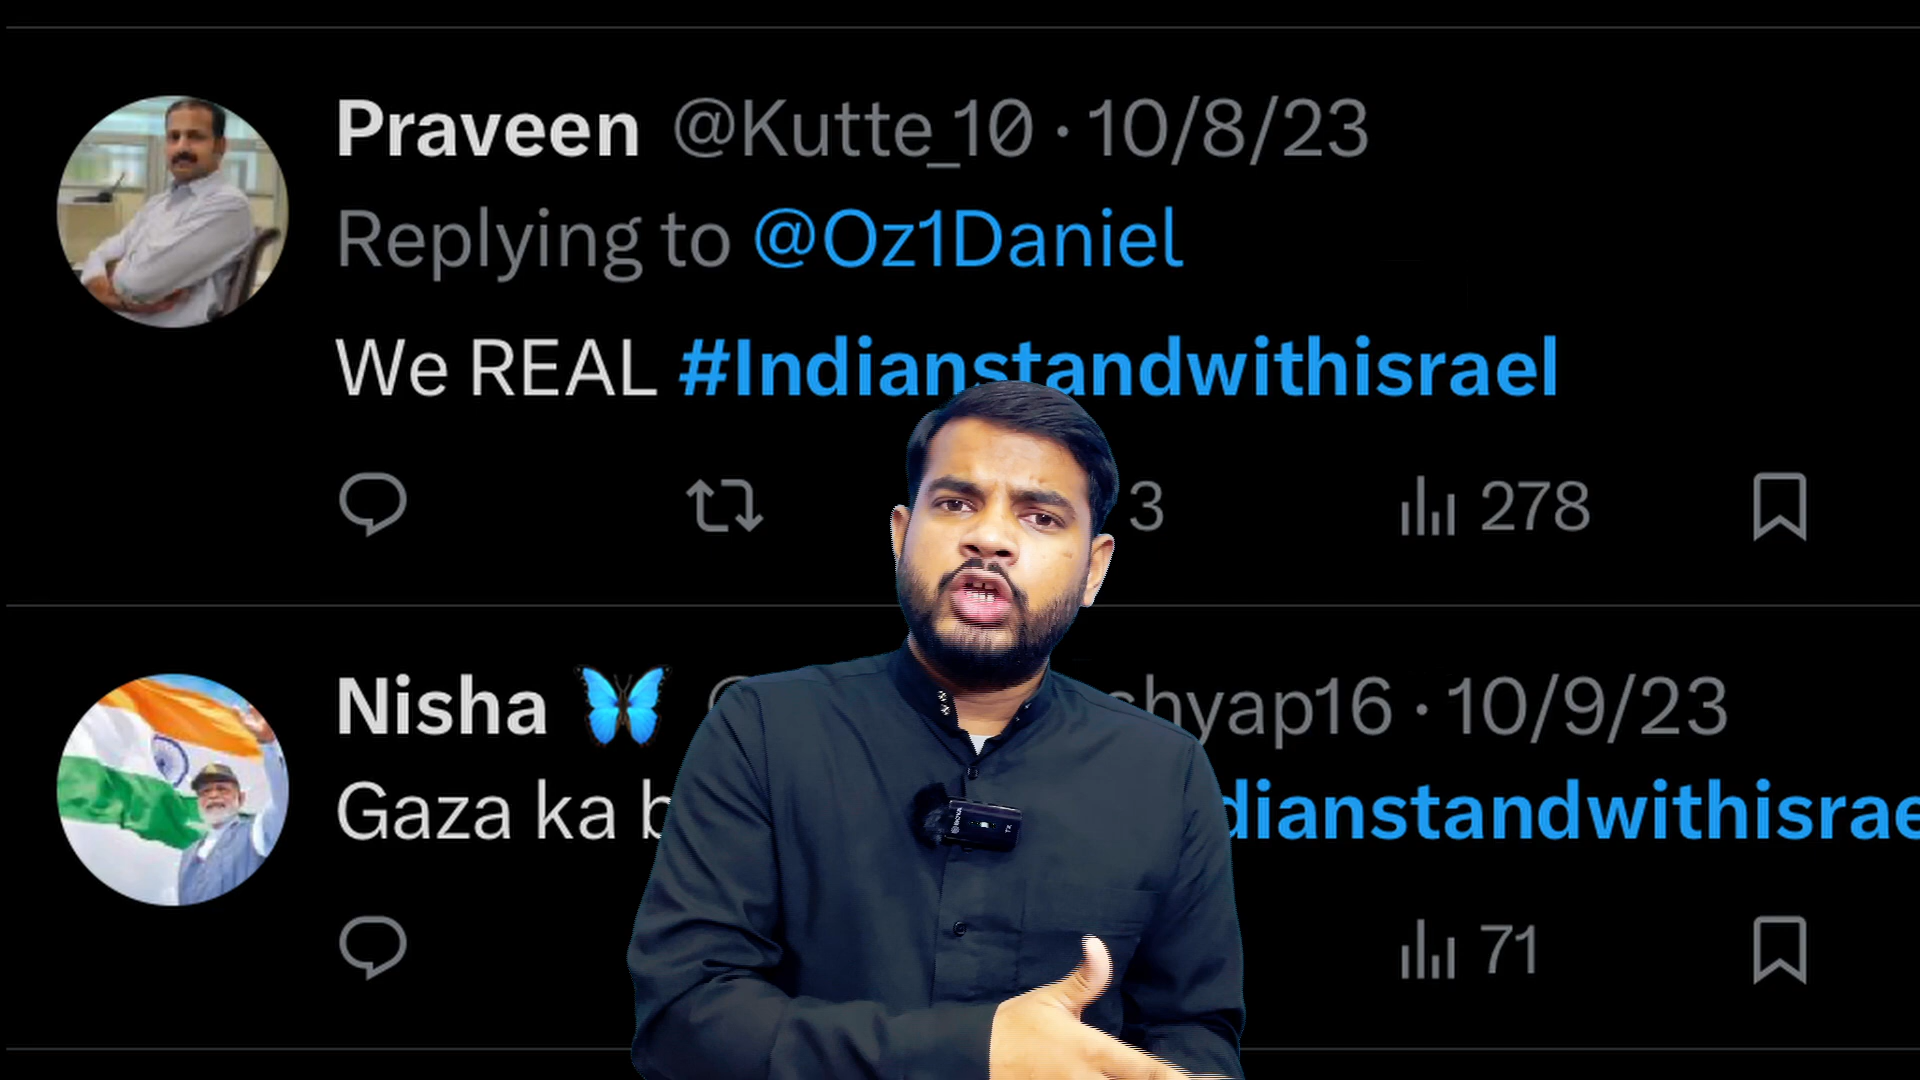 Praveen @Kutte_10 · 10/8/23
Replying to @Oz1Daniel
We REAL #Indianstandwithisrael
3 278
Nisha 🦋 @ shyap16 · 10/9/23
Gaza ka dianstandwithisrae
71